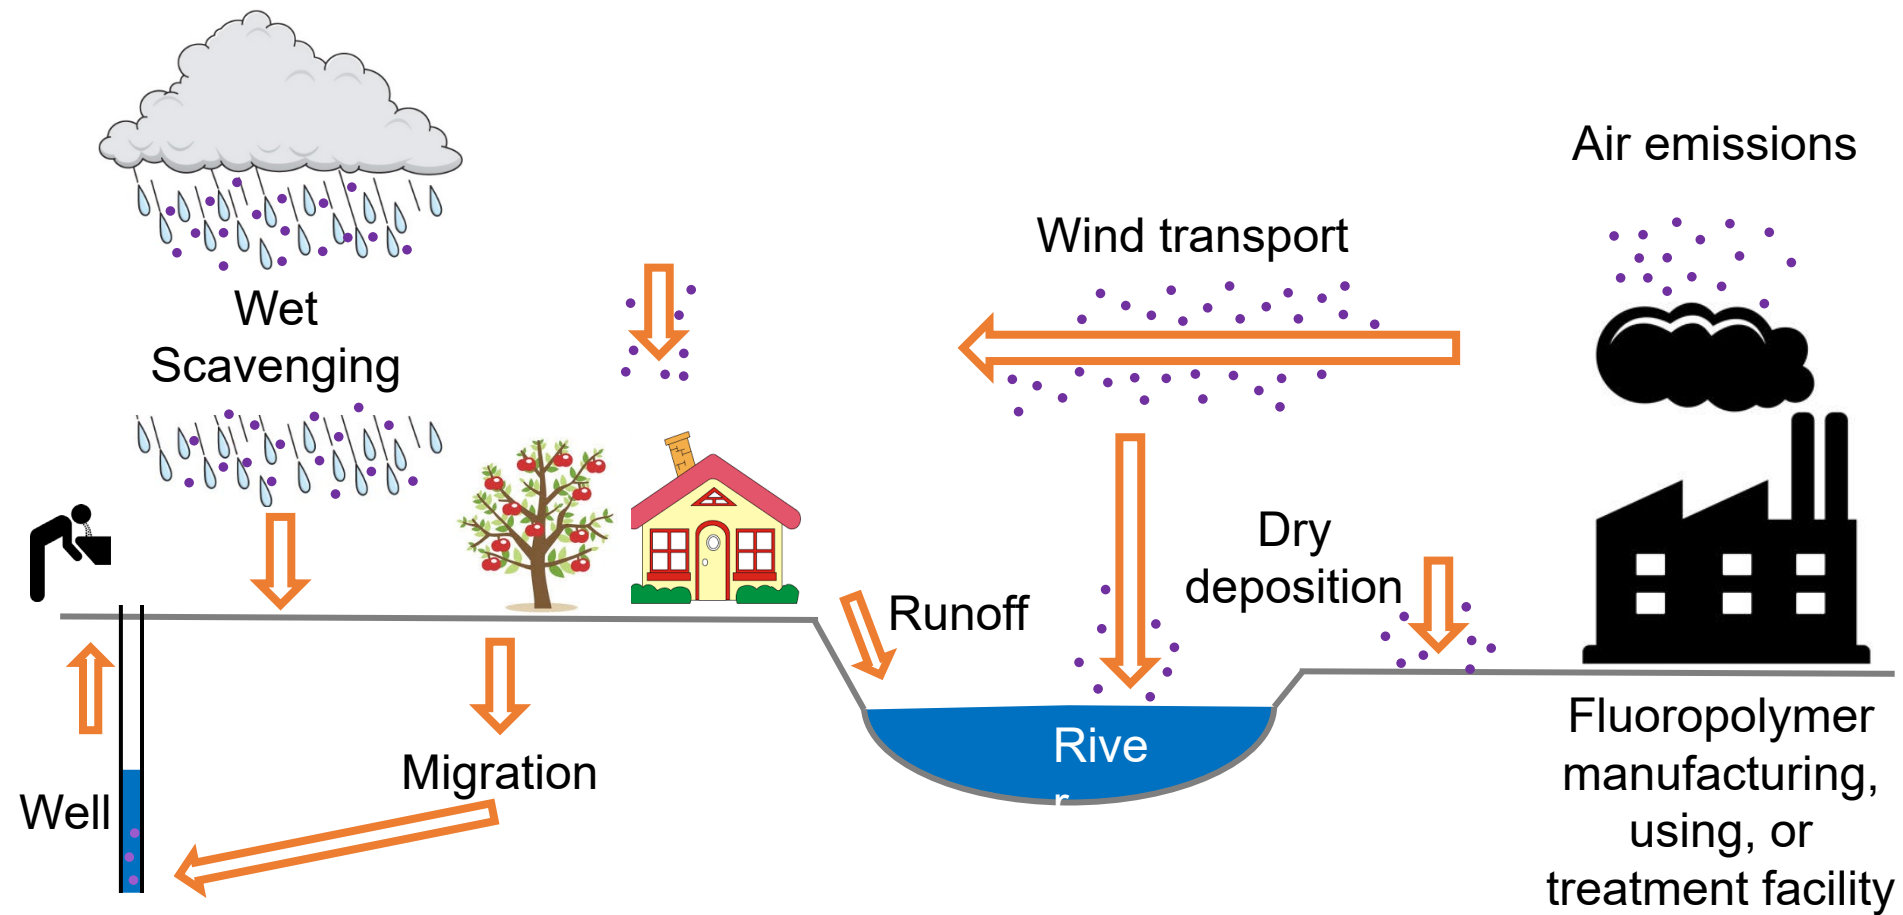 Air emissions
Wind transport
Wet
Scavenging
Dry
deposition
Runoff
Rive
r
Migration
Well
Fluoropolymer
manufacturing,
using, or
treatment facility